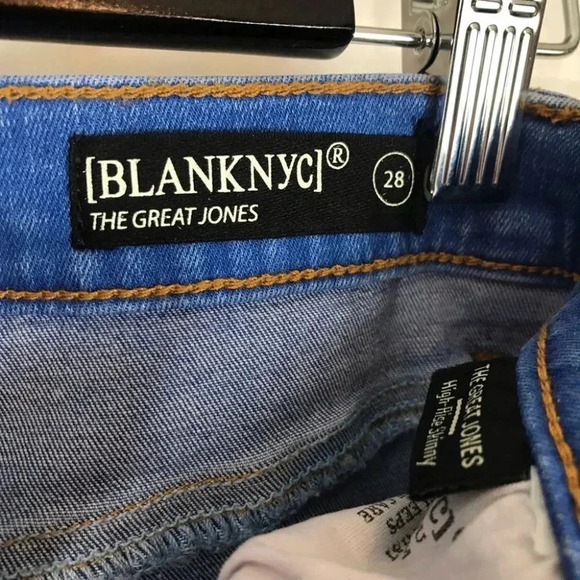 [BLANKNYC]®
THE GREAT JONES
28
THE GREAT JONES
High-Rise Skinny